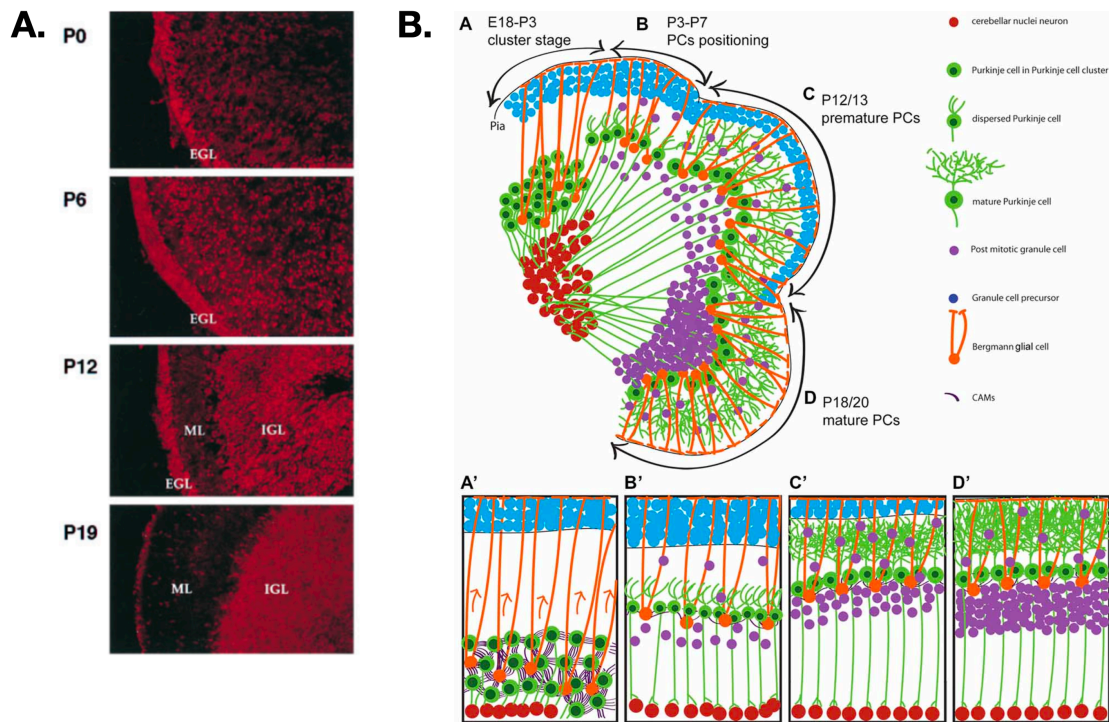 A.
P0
EGL
P6
EGL
P12
ML
IGL
EGL
P19
ML
IGL
B.
A
E18-P3
cluster stage
B
P3-P7
PCs positioning
Pia
C
P12/13
premature PCs
D
P18/20
mature PCs
cerebellar nuclei neuron
Purkinje cell in Purkinje cell cluster
dispersed Purkinje cell
mature Purkinje cell
Post mitotic granule cell
Granule cell precursor
Bergmann glial cell
CAMs
A'
B'
C'
D'